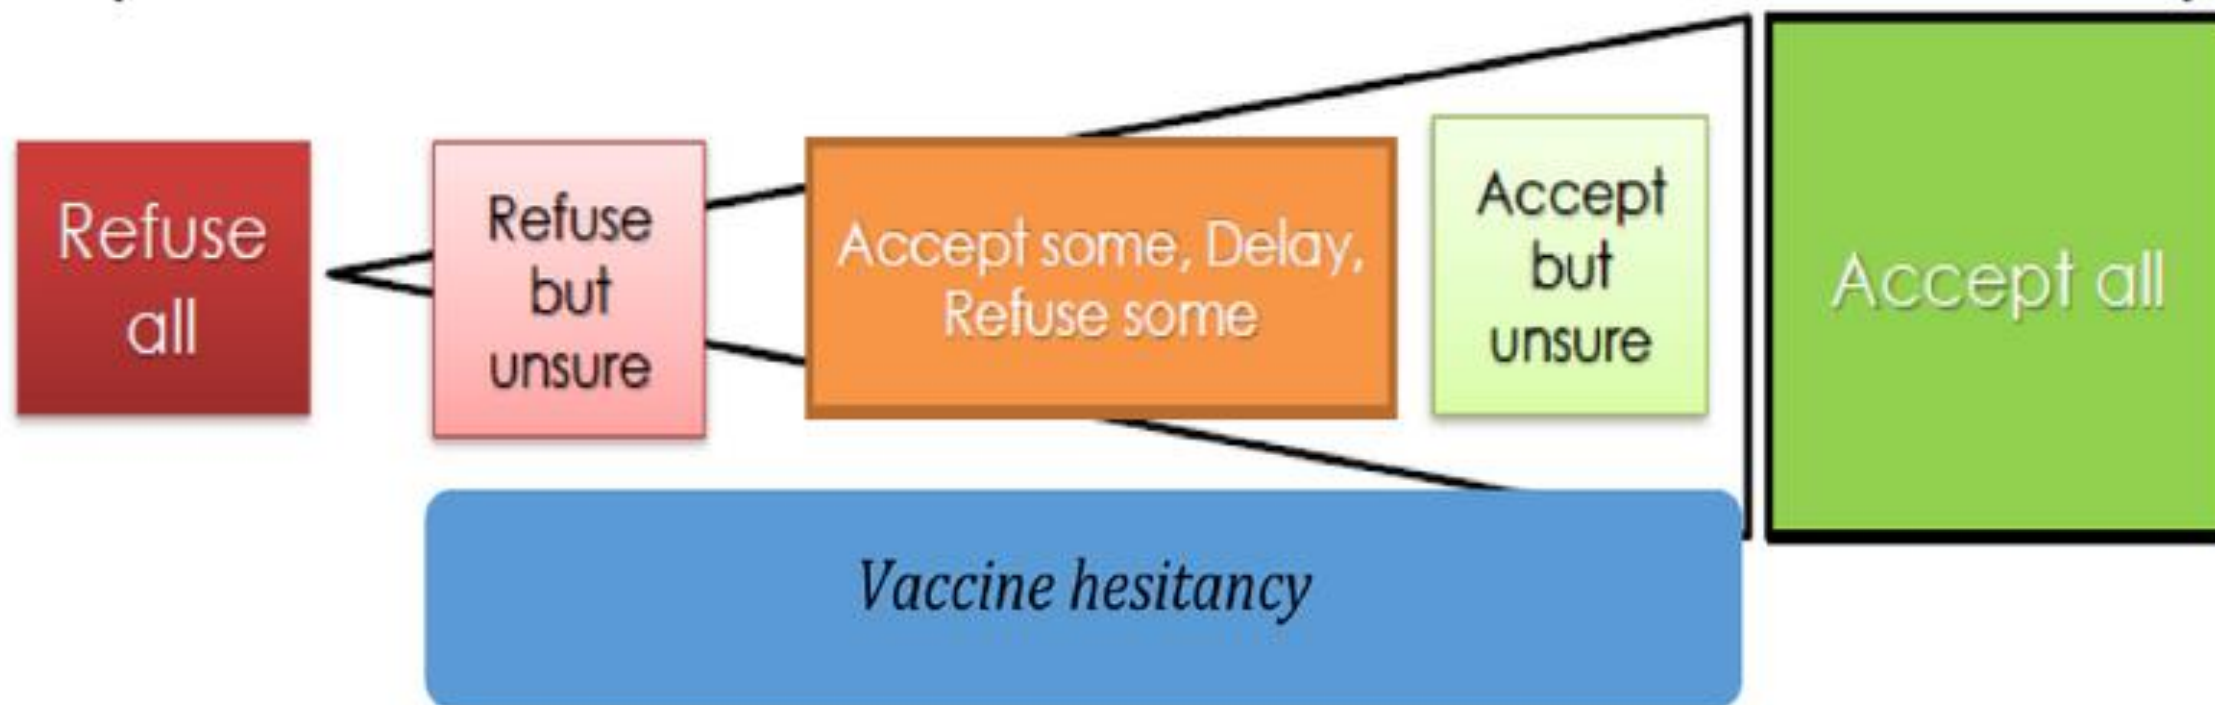 Refuse
all
Refuse
but
unsure
Accept some, Delay,
Refuse some
Accept
but
unsure
Accept all
Vaccine hesitancy